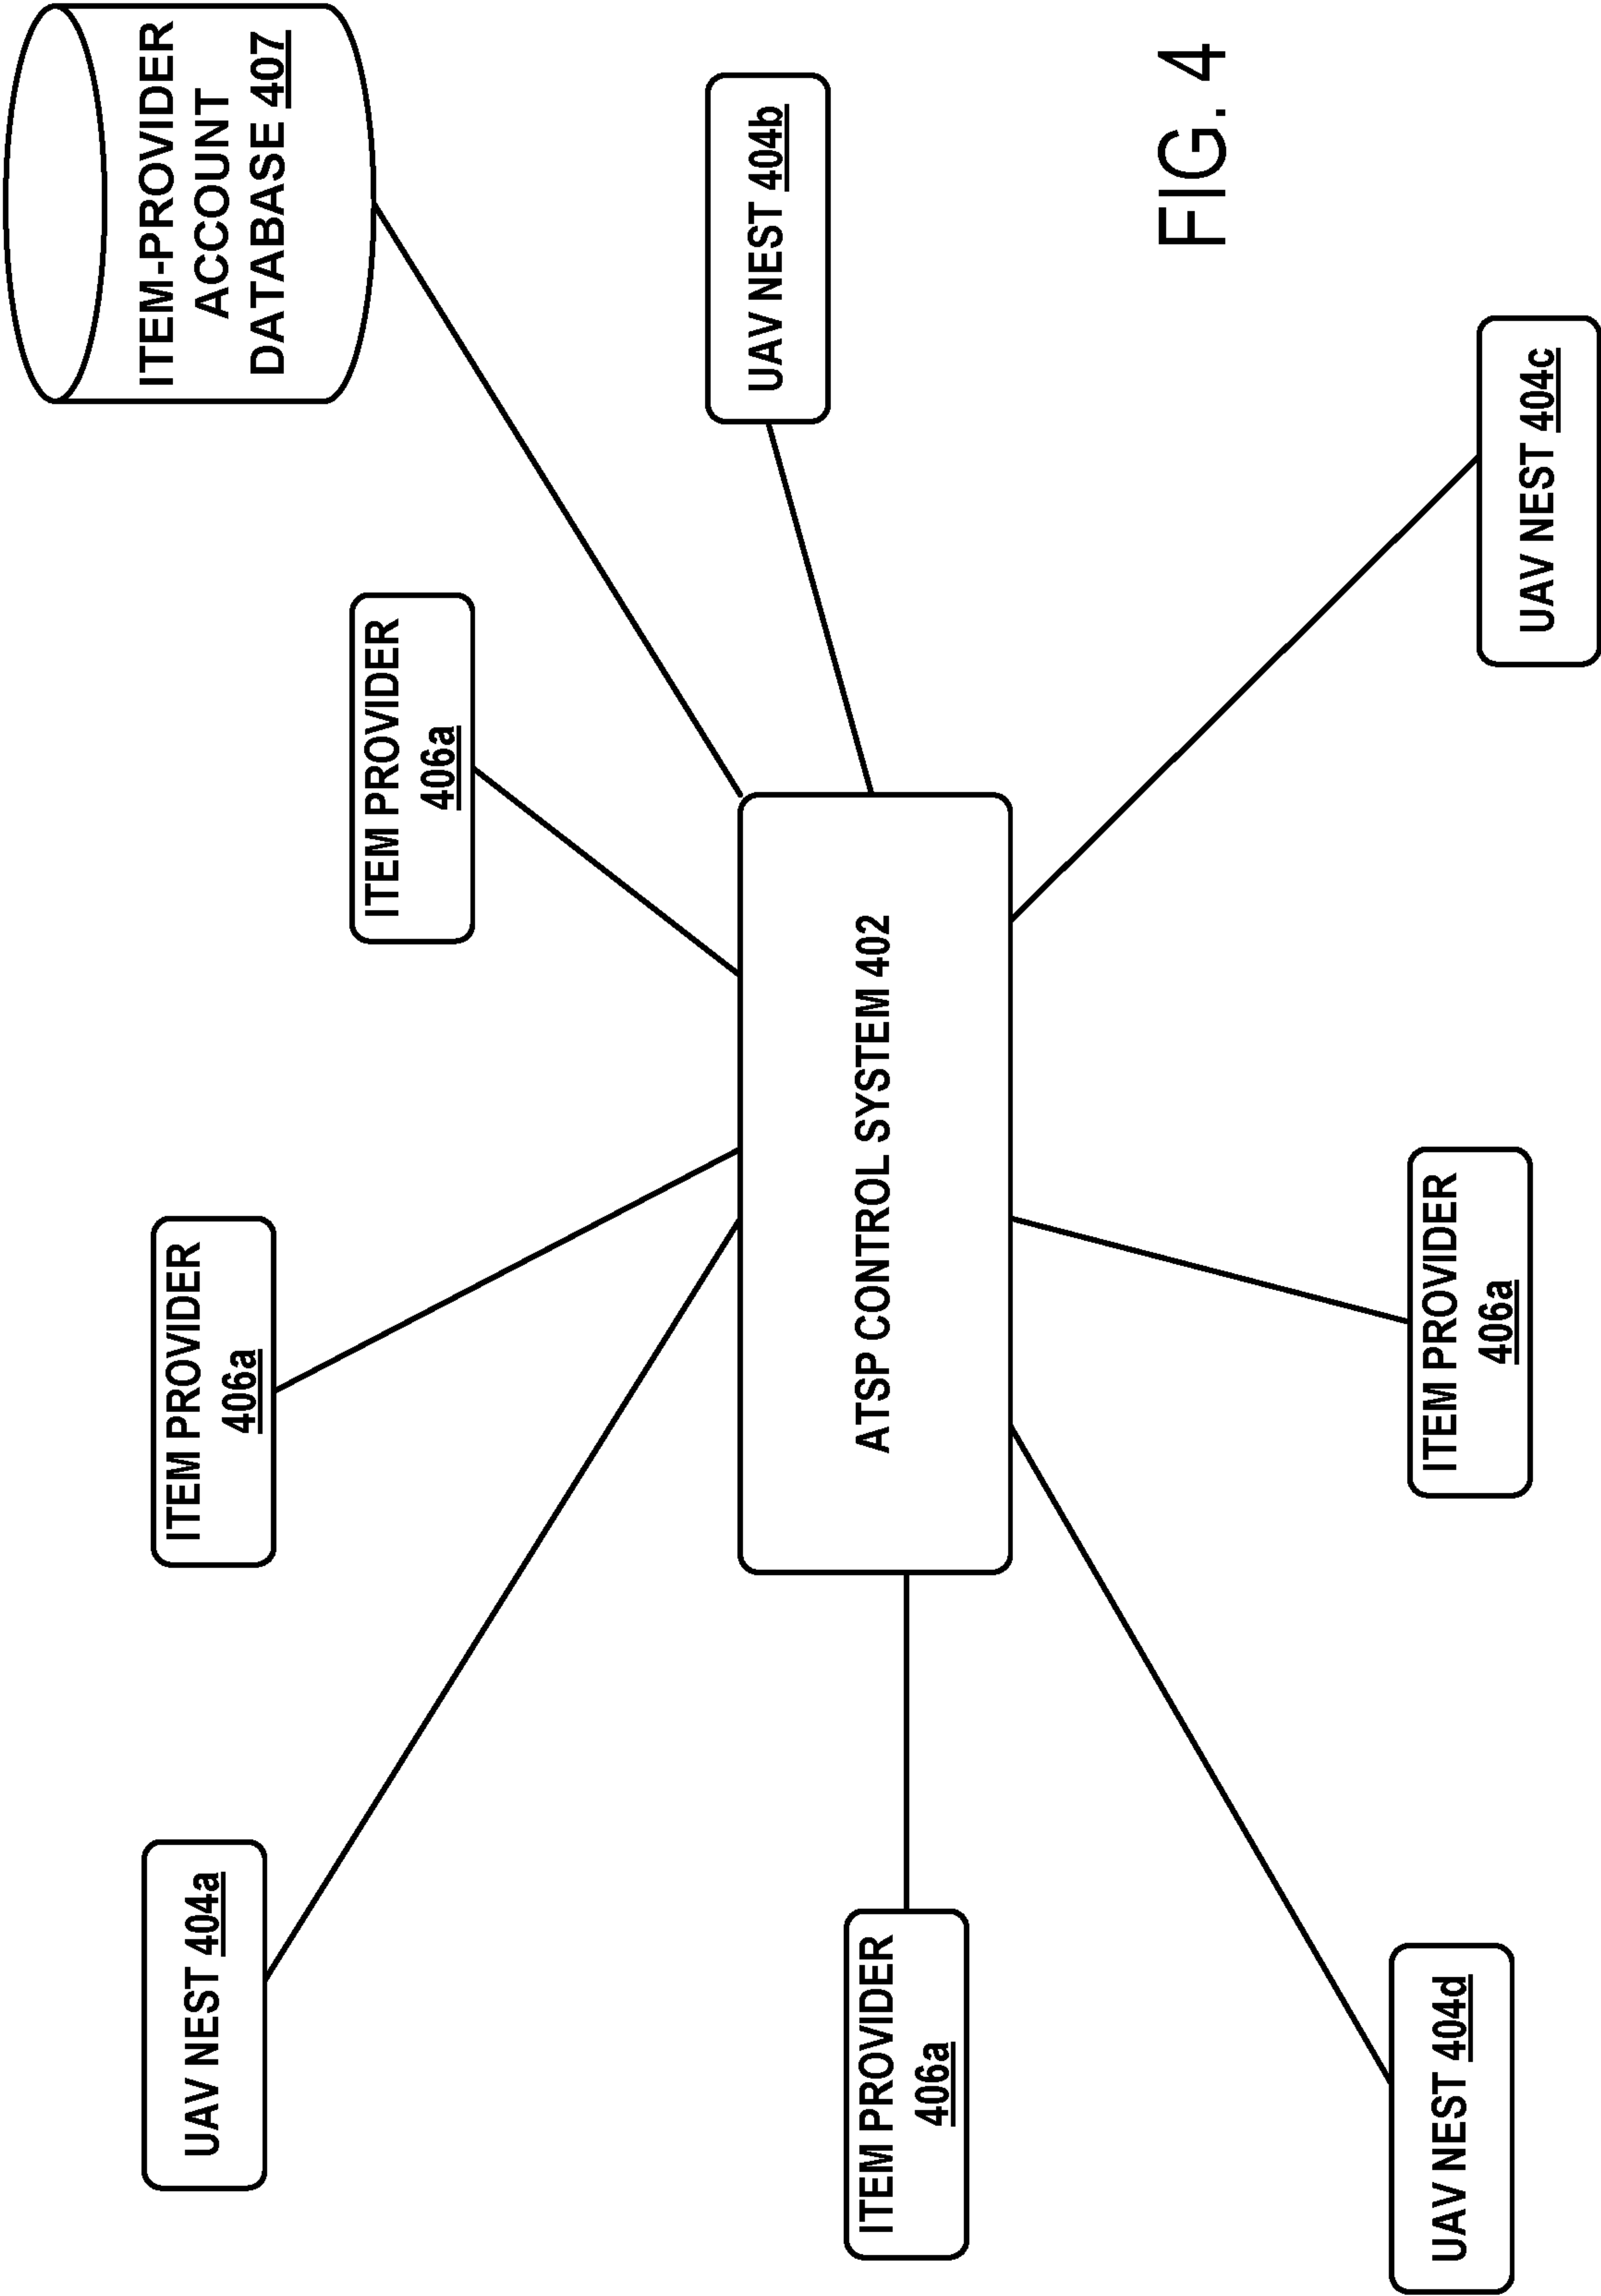 UAV NEST 404a
ITEM PROVIDER
406a
ITEM-PROVIDER
ACCOUNT
DATABASE 407
ITEM PROVIDER
406a
UAV NEST 404b
ITEM PROVIDER
406a
ATSP CONTROL SYSTEM 402
FIG. 4
UAV NEST 404d
ITEM PROVIDER
406a
UAV NEST 404c